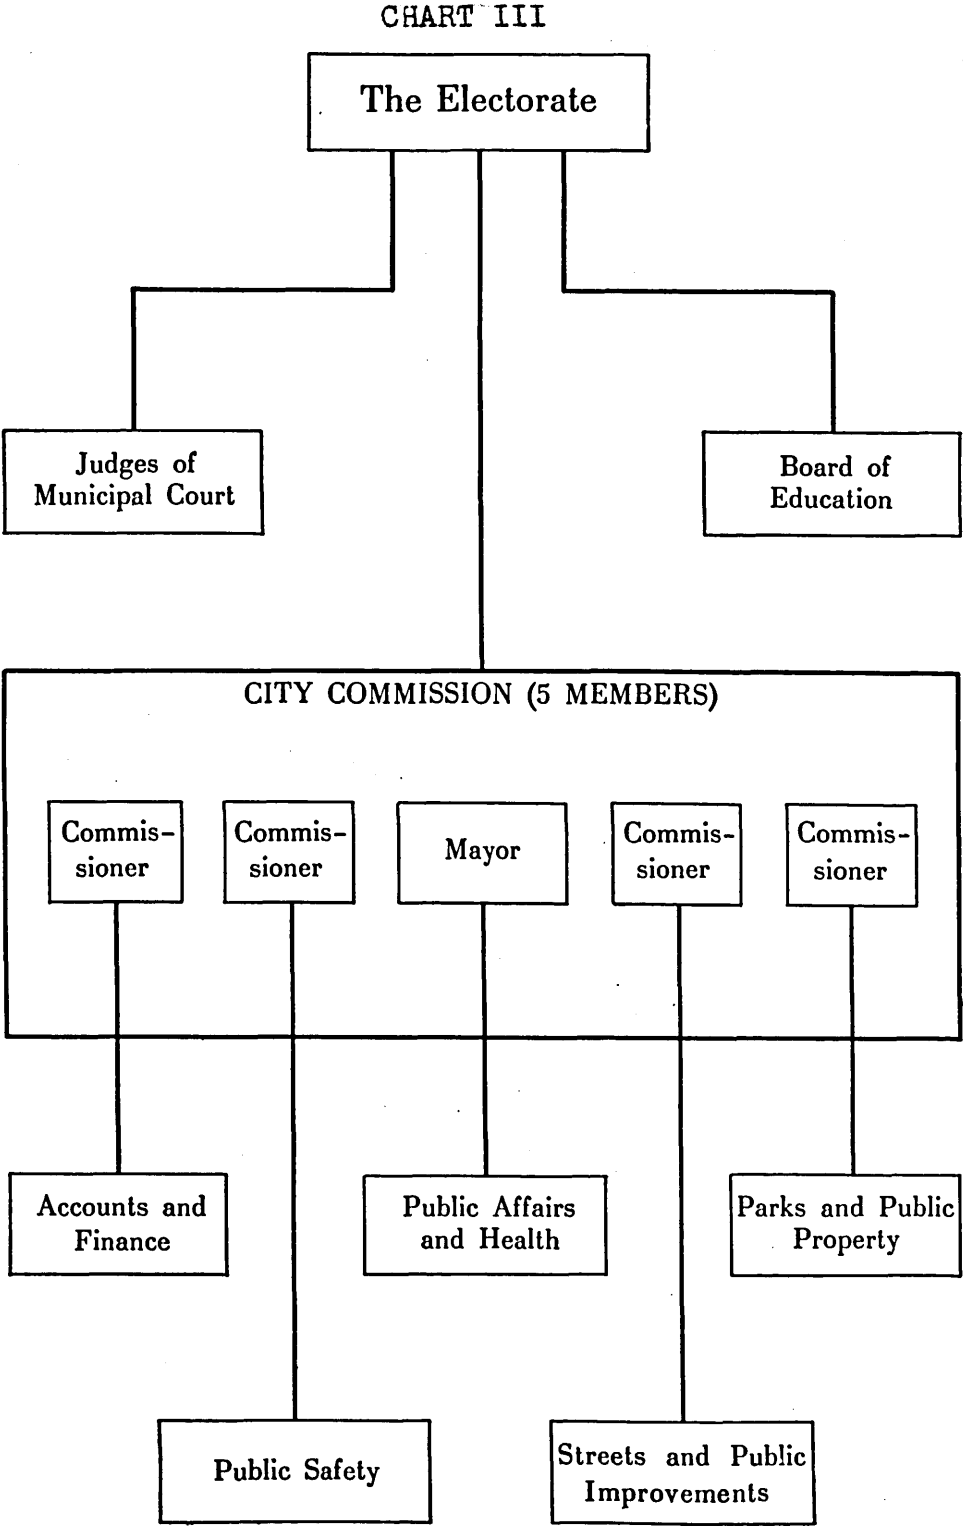 CHART III
The Electorate
Judges of
Municipal Court
Board of
Education
CITY COMMISSION (5 MEMBERS)
Commis-
sioner
Commis-
sioner
Mayor
Commis-
sioner
Commis-
sioner
Accounts and
Finance
Public Affairs
and Health
Parks and Public
Property
Public Safety
Streets and Public
Improvements